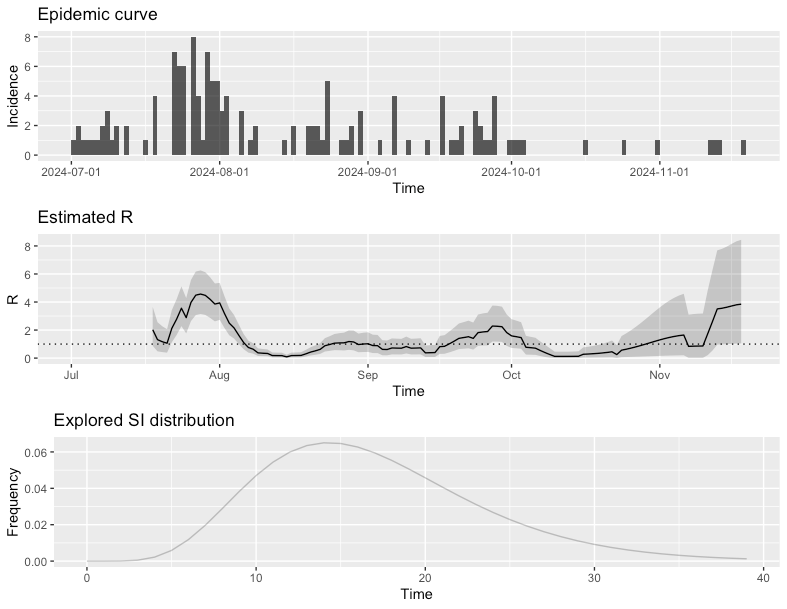 Epidemic curve
8
6
4
2
0
Incidence
2024-07-01 2024-08-01 2024-09-01 2024-10-01 2024-11-01
Time
Estimated R
8
6
4
2
0
R
Jul Aug Sep Oct Nov
Time
Explored SI distribution
0.06
0.04
0.02
0.00
Frequency
0 10 20 30 40
Time